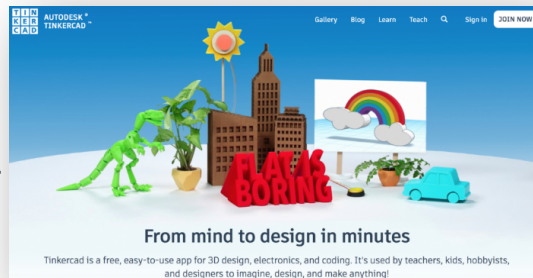 TIN
KER
CAD
AUTODESK®
TINKERCAD™
Gallery Blog Learn Teach Sign In JOIN NOW
FLAT IS
BORING
From mind to design in minutes
Tinkercad is a free, easy-to-use app for 3D design, electronics, and coding. It's used by teachers, kids, hobbyists,
and designers to imagine, design, and make anything!